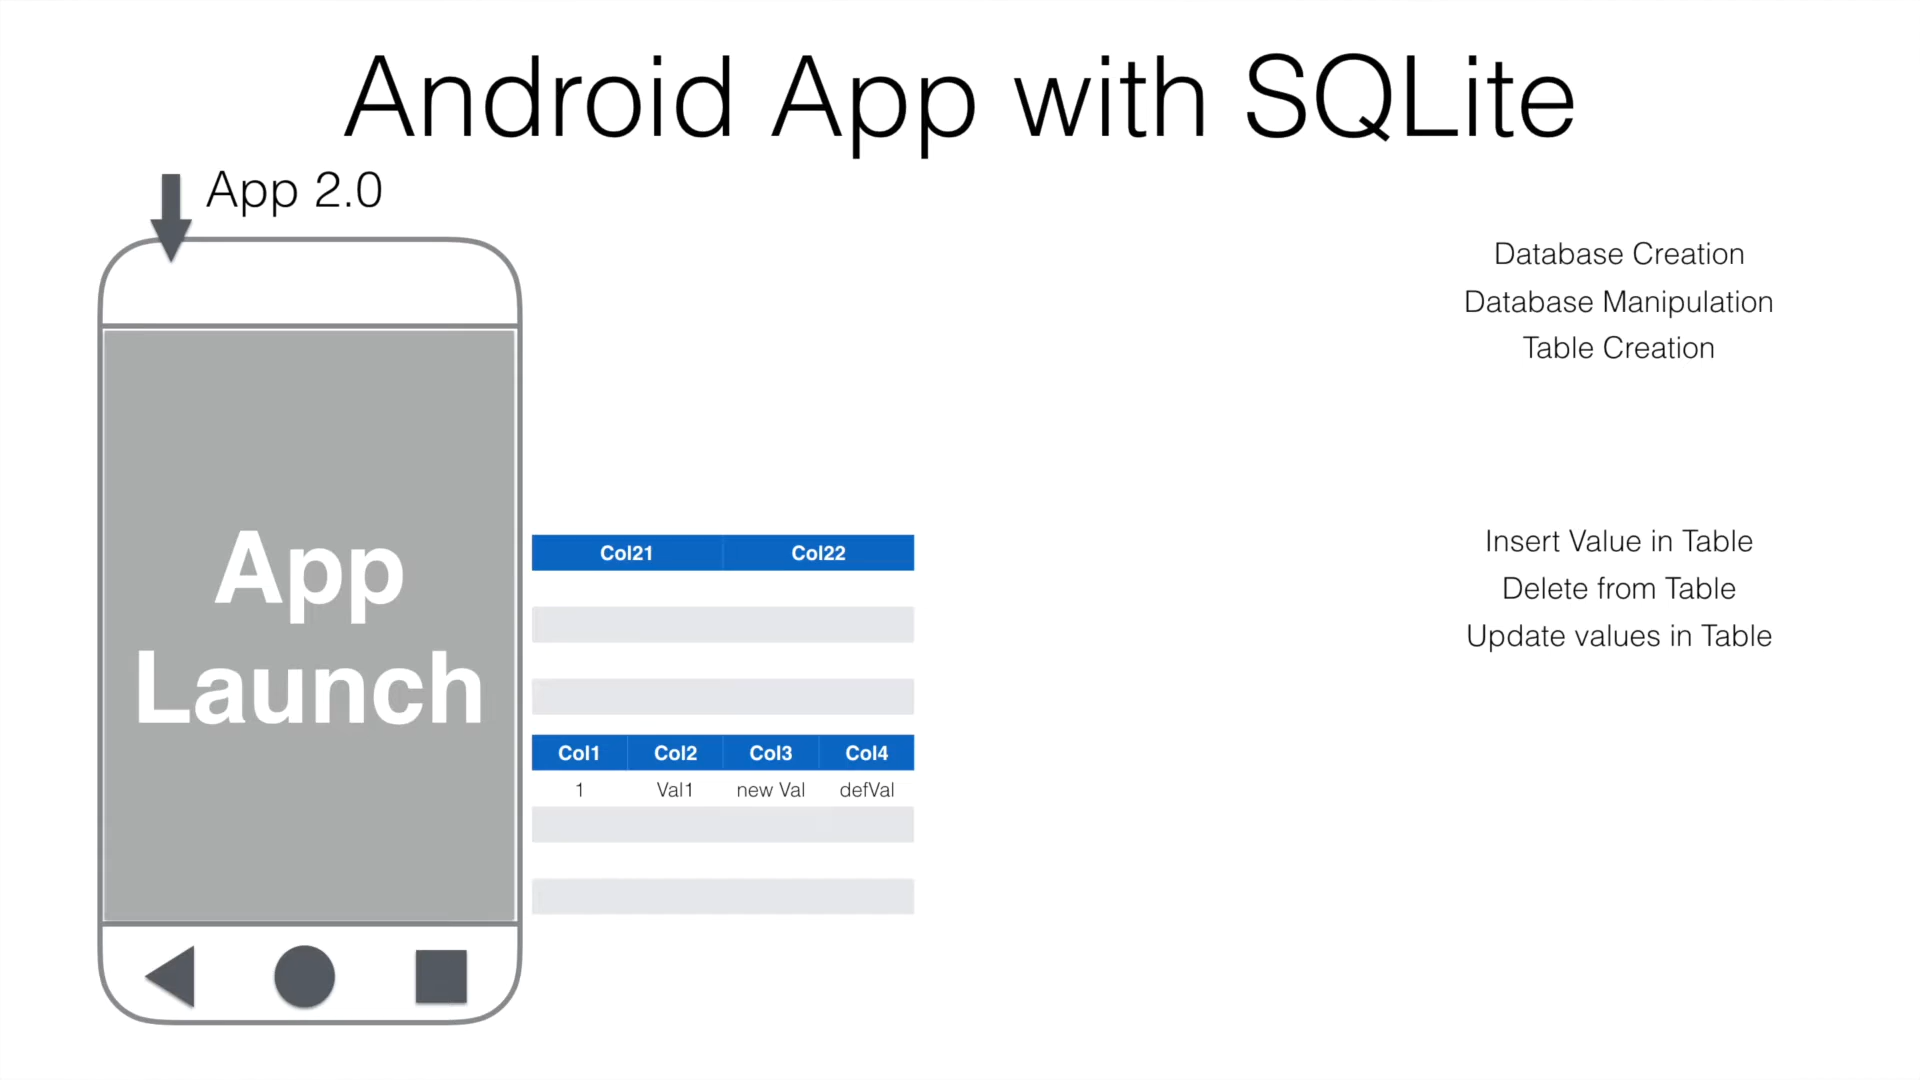 Android App with SQLite
App 2.0
App
Launch
Col21 Col22
Col1 Col2 Col3 Col4
1 Val1 new Val defVal
Database Creation
Database Manipulation
Table Creation
Insert Value in Table
Delete from Table
Update values in Table